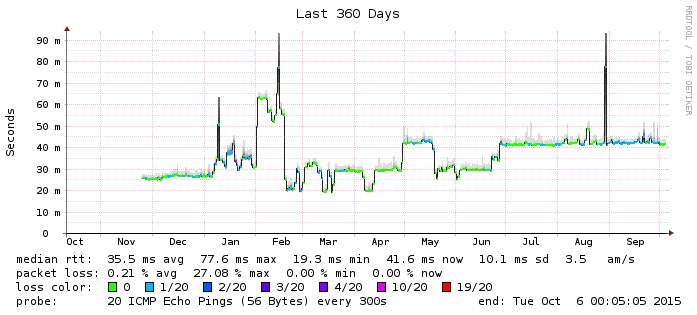 Last 360 Days
RRDTOOL / TOBI OETIKER
Seconds
90 m
80 m
70 m
60 m
50 m
40 m
30 m
20 m
10 m
0
Oct Nov Dec Jan Feb Mar Apr May Jun Jul Aug Sep
median rtt: 35.5 ms avg 77.6 ms max 19.3 ms min 41.6 ms now 10.1 ms sd 3.5 am/s
packet loss: 0.21 % avg 27.08 % max 0.00 % min 0.00 % now
loss color: 0 1/20 2/20 3/20 4/20 10/20 19/20
probe: 20 ICMP Echo Pings (56 Bytes) every 300s end: Tue Oct 6 00:05:05 2015